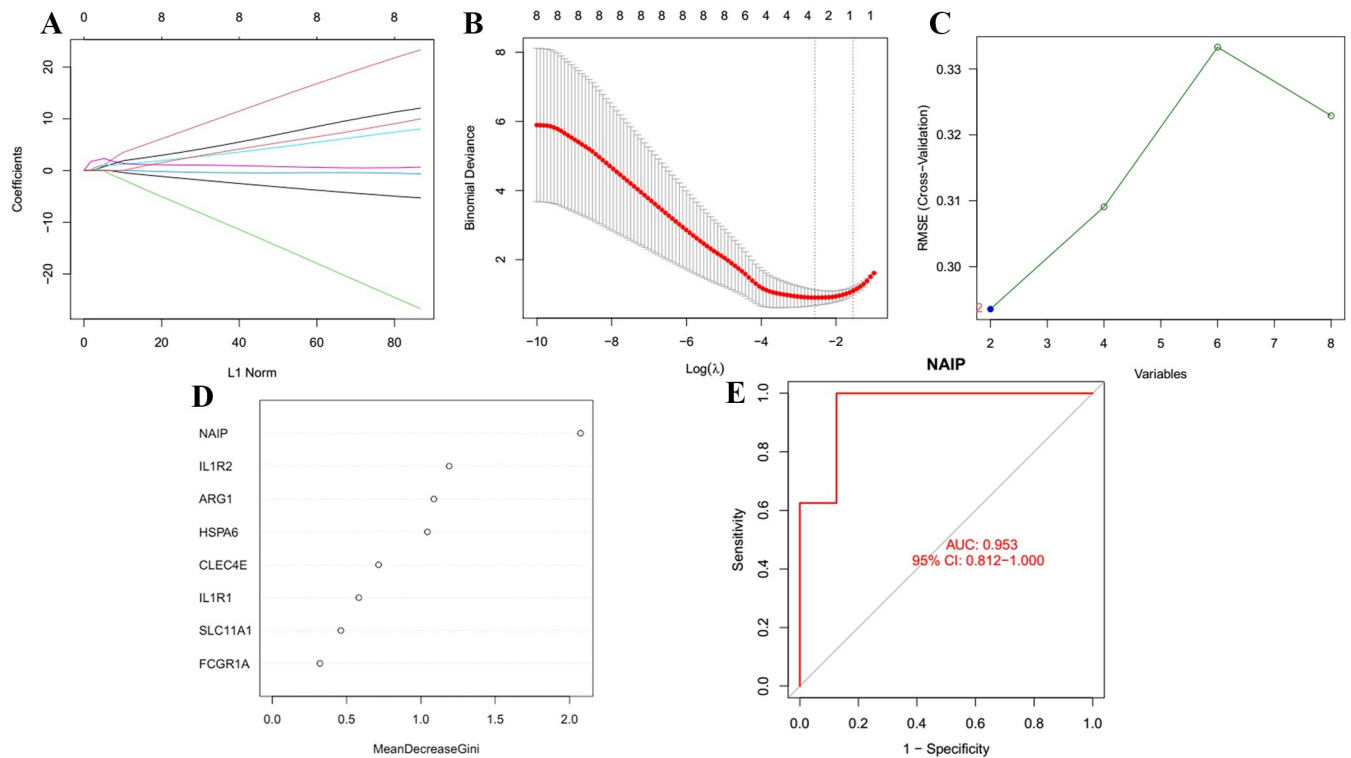 A
0 8 8 8 8
20
10
0
−10
−20
Coefficients
0 20 40 60 80
L1 Norm
B
8 8 8 8 8 8 8 8 8 6 4 4 2 1 1
8
6
4
2
Binomial Deviance
−10 −8 −6 −4 −2
Log(λ)
C
0.33
0.32
0.31
0.30
RMSE (Cross−Validation)
2
2 3 4 5 6 7 8
Variables
D
NAIP
IL1R2
ARG1
HSPA6
CLEC4E
IL1R1
SLC11A1
FCGR1A
0.0 0.5 1.0 1.5 2.0
MeanDecreaseGini
E
NAIP
1.0
0.8
0.6
0.4
0.2
0.0
Sensitivity
AUC: 0.953
95% CI: 0.812−1.000
0.0 0.2 0.4 0.6 0.8 1.0
1 − Specificity